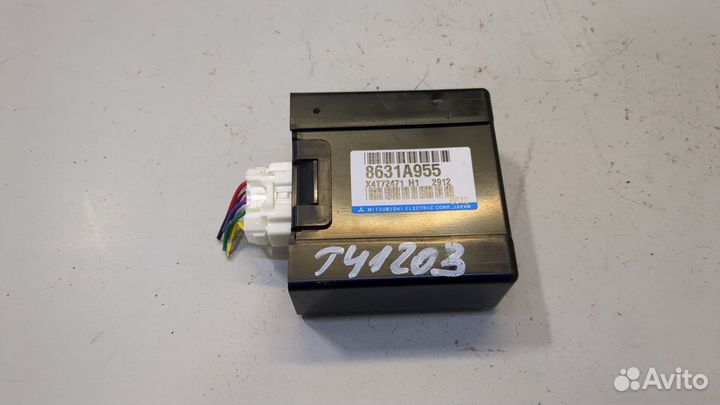 8631A955
X4T72471 H1 2912
MITSUBISHI ELECTRIC CORP. JAPAN
T41203
Avito